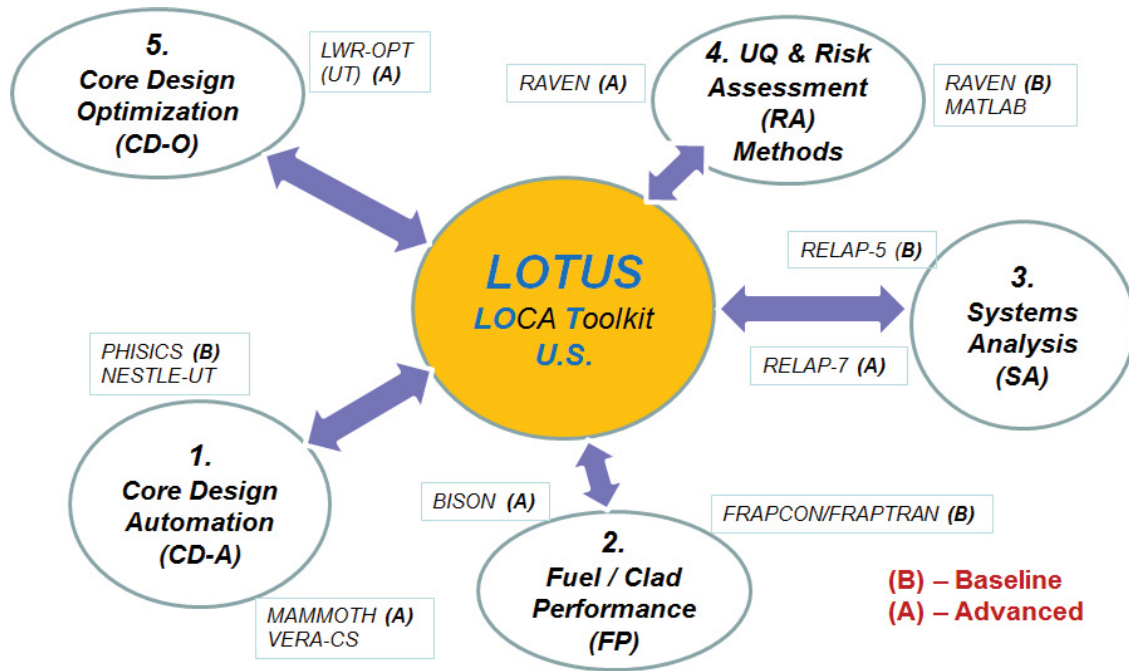 5.
Core Design
Optimization
(CD-O)
LWR-OPT
(UT) (A)
RAVEN (A)
4. UQ & Risk
Assessment
(RA)
Methods
RAVEN (B)
MATLAB
LOTUS
LOCA Toolkit
U.S.
RELAP-5 (B)
RELAP-7 (A)
3.
Systems
Analysis
(SA)
PHISICS (B)
NESTLE-UT
1.
Core Design
Automation
(CD-A)
MAMMOTH (A)
VERA-CS
BISON (A)
FRAPCON/FRAPTRAN (B)
2.
Fuel / Clad
Performance
(FP)
(B) – Baseline
(A) – Advanced